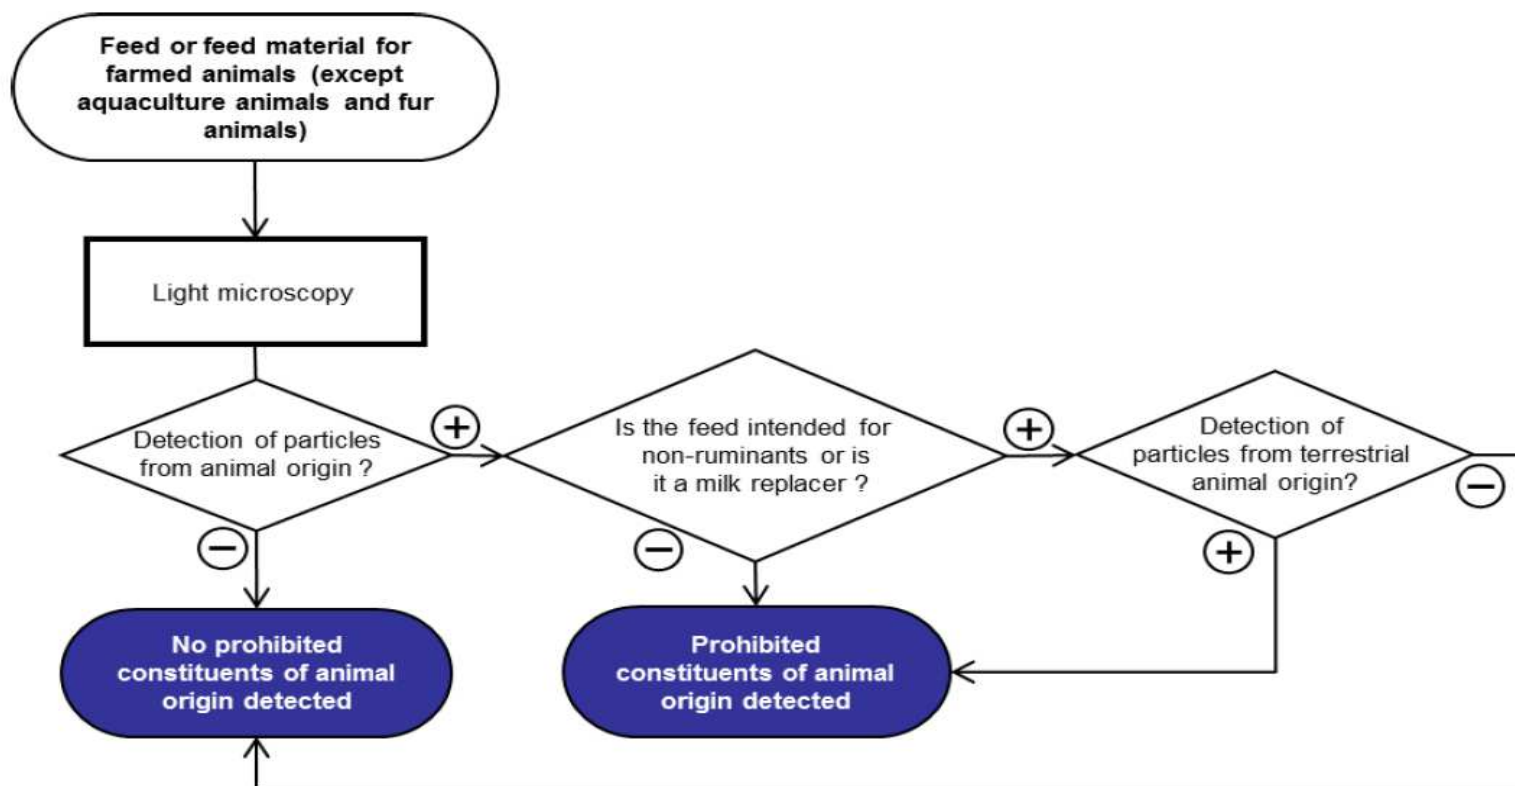 Feed or feed material for
farmed animals (except
aquaculture animals and fur
animals)
Light microscopy
Detection of particles
from animal origin ?
+
−
Is the feed intended for
non-ruminants or is
it a milk replacer ?
+
−
Detection of
particles from terrestrial
animal origin?
−
+
No prohibited
constituents of animal
origin detected
Prohibited
constituents of animal
origin detected